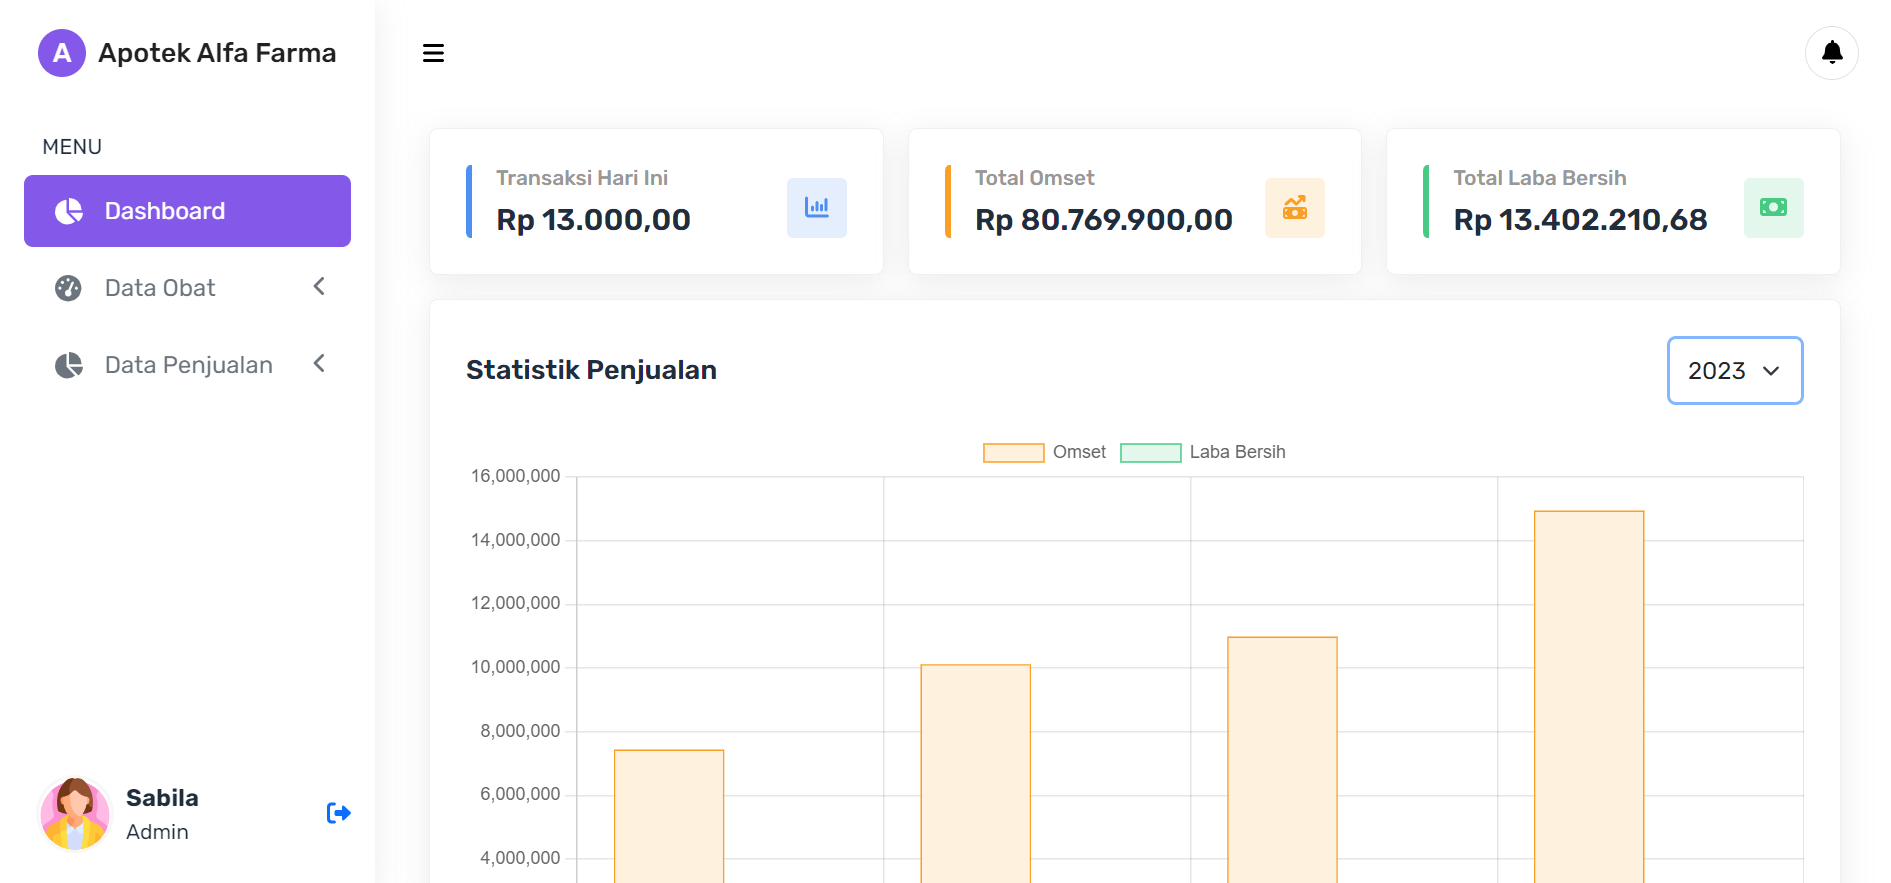 A Apotek Alfa Farma
MENU
Dashboard
Data Obat
Data Penjualan
Sabila
Admin
Transaksi Hari Ini
Rp 13.000,00
Total Omset
Rp 80.769.900,00
Total Laba Bersih
Rp 13.402.210,68
Statistik Penjualan
2023
Omset
Laba Bersih
16,000,000
14,000,000
12,000,000
10,000,000
8,000,000
6,000,000
4,000,000